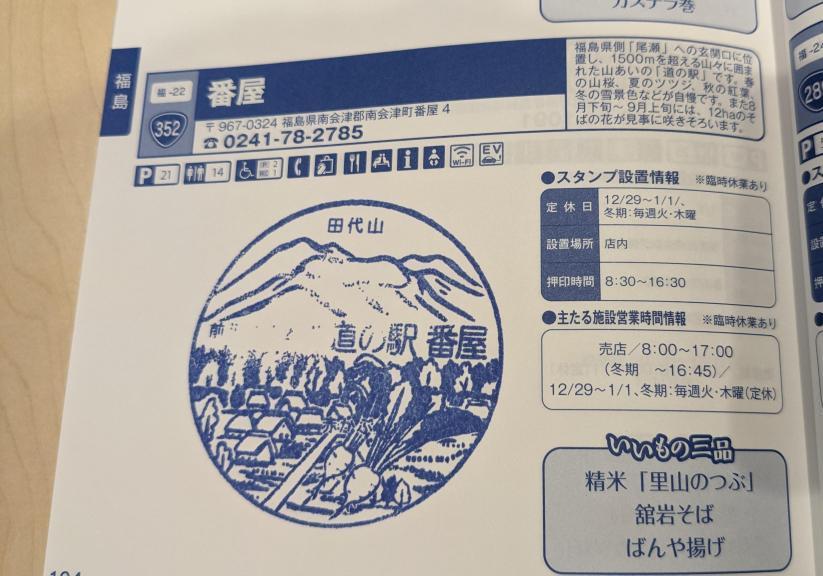 カステラ巻
福島
福-22
352
番屋
〒967-0324 福島県南会津郡南会津町番屋 4
☎ 0241-78-2785
福島県側「尾瀬」への玄関口に位
置し、1500mを超える山々に囲ま
れた山あいの「道の駅」です。春
の山桜、夏のツツジ、秋の紅葉、
冬の雪景色などが自慢です。また8
月下旬〜9月上旬には、12haのそ
ばの花が見事に咲きそろいます。
P 21
14
2
1
Wi-Fi
EV
田代山
前
道の駅 番屋
赤かぶ
●スタンプ設置情報 ※臨時休業あり
定休日 12/29〜1/1、
冬期：毎週火・木曜
設置場所 店内
押印時間 8:30〜16:30
●主たる施設営業時間情報 ※臨時休業あり
売店／8:00〜17:00
(冬期 〜16:45)／
12/29〜1/1、冬期：毎週火・木曜(定休)
いいもの三品
精米「里山のつぶ」
舘岩そば
ばんや揚げ